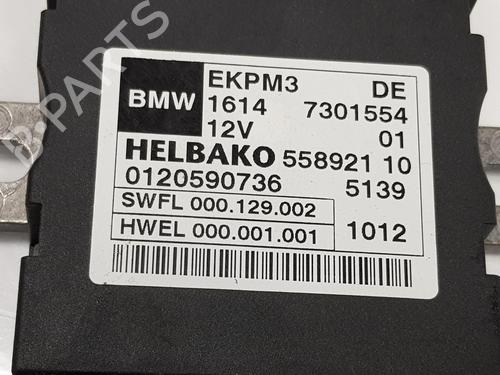 BMW
EKPM3 DE
1614 7301554
12V 01
HELBAKO 558921 10
0120590736 5139
SWFL 000.129.002
HWEL 000.001.001 1012
B-PARTS